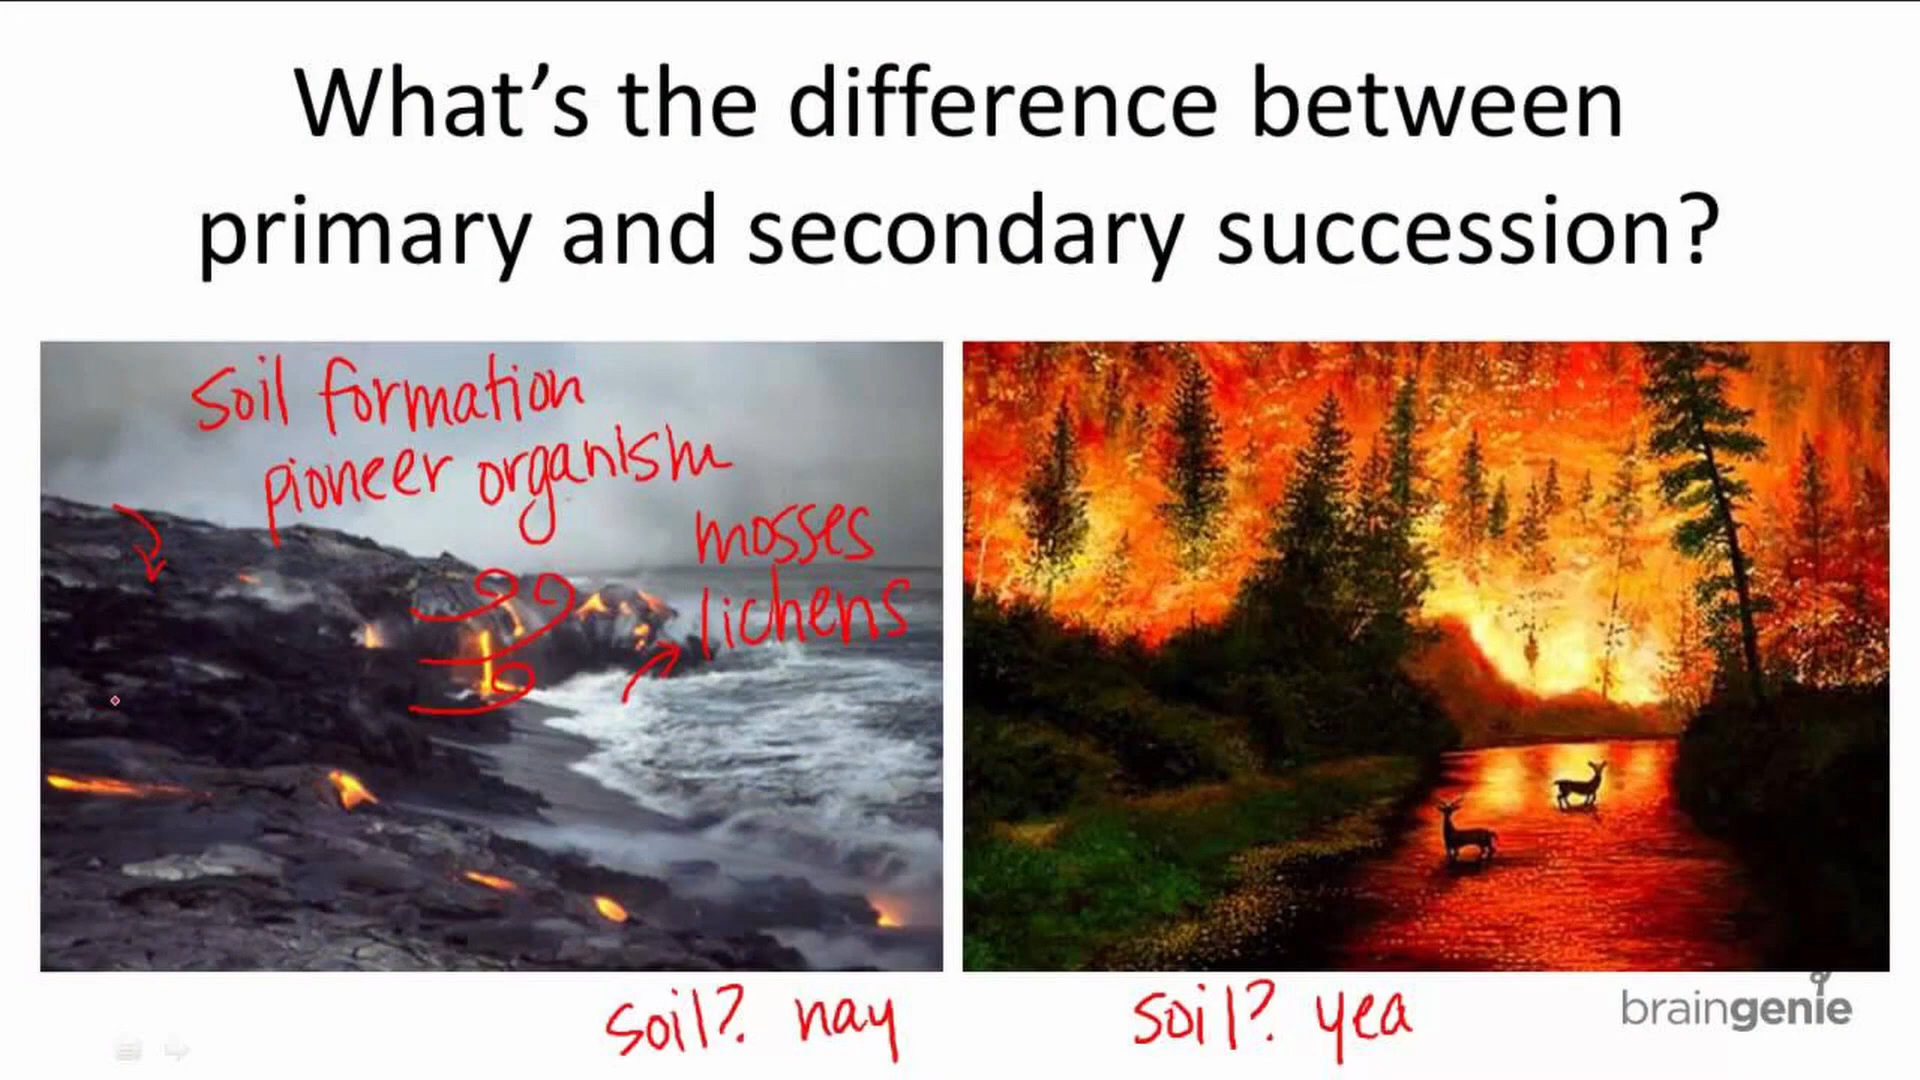 What’s the difference between
primary and secondary succession?
Soil formation
pioneer organism
mosses
lichens
soil? nay
soil? yea
braingenie